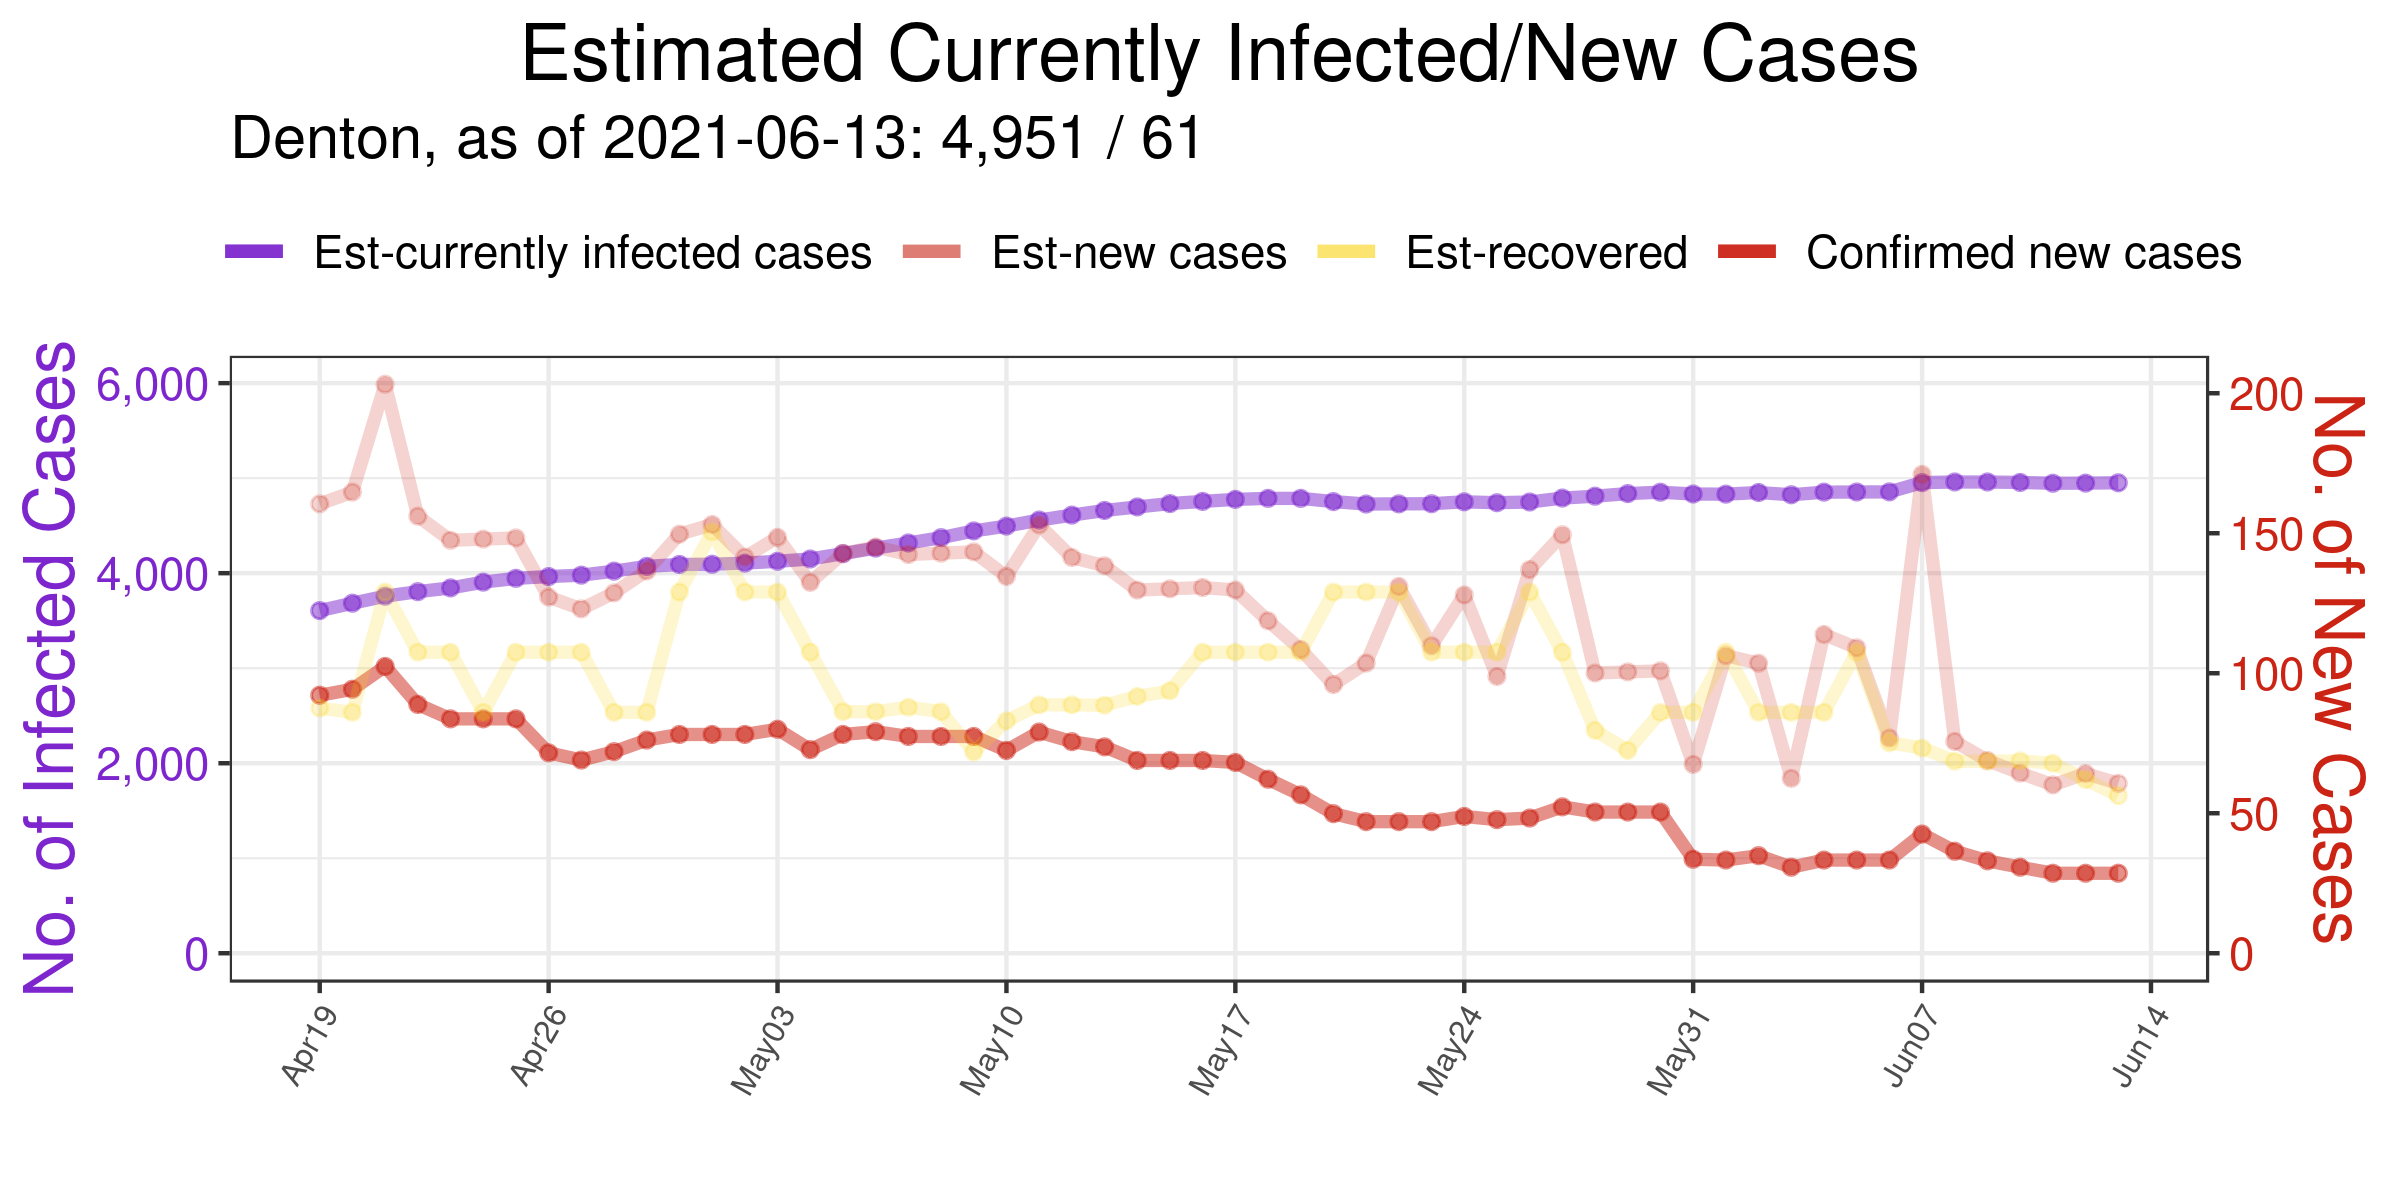 Estimated Currently Infected/New Cases
Denton, as of 2021-06-13: 4,951 / 61
Est-currently infected cases Est-new cases Est-recovered Confirmed new cases
No. of Infected Cases
6,000
4,000
2,000
0
200
150
100
50
0
No. of New Cases
Apr19 Apr26 May03 May10 May17 May24 May31 Jun07 Jun14